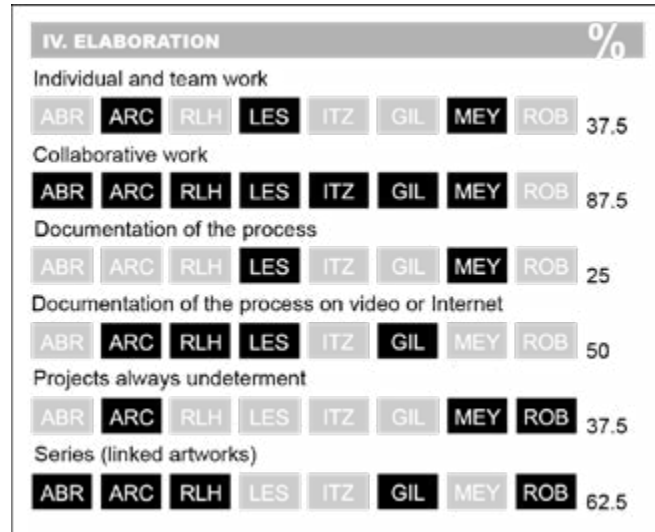 IV. ELABORATION %
Individual and team work
ABR ARC RLH LES ITZ GIL MEY ROB 37.5
Collaborative work
ABR ARC RLH LES ITZ GIL MEY ROB 87.5
Documentation of the process
ABR ARC RLH LES ITZ GIL MEY ROB 25
Documentation of the process on video or Internet
ABR ARC RLH LES ITZ GIL MEY ROB 50
Projects always undeterment
ABR ARC RLH LES ITZ GIL MEY ROB 37.5
Series (linked artworks)
ABR ARC RLH LES ITZ GIL MEY ROB 62.5